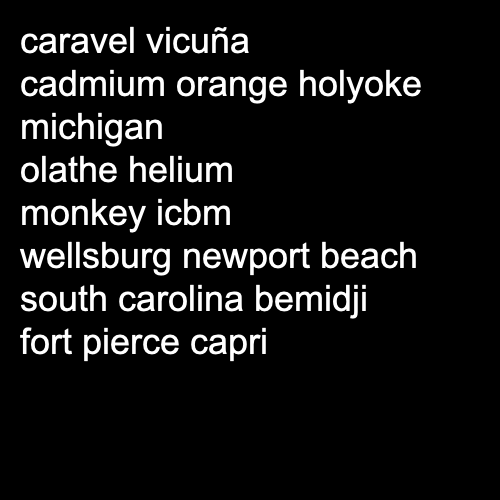 caravel vicuña
cadmium orange holyoke
michigan
olathe helium
monkey icbm
wellsburg newport beach
south carolina bemidji
fort pierce capri